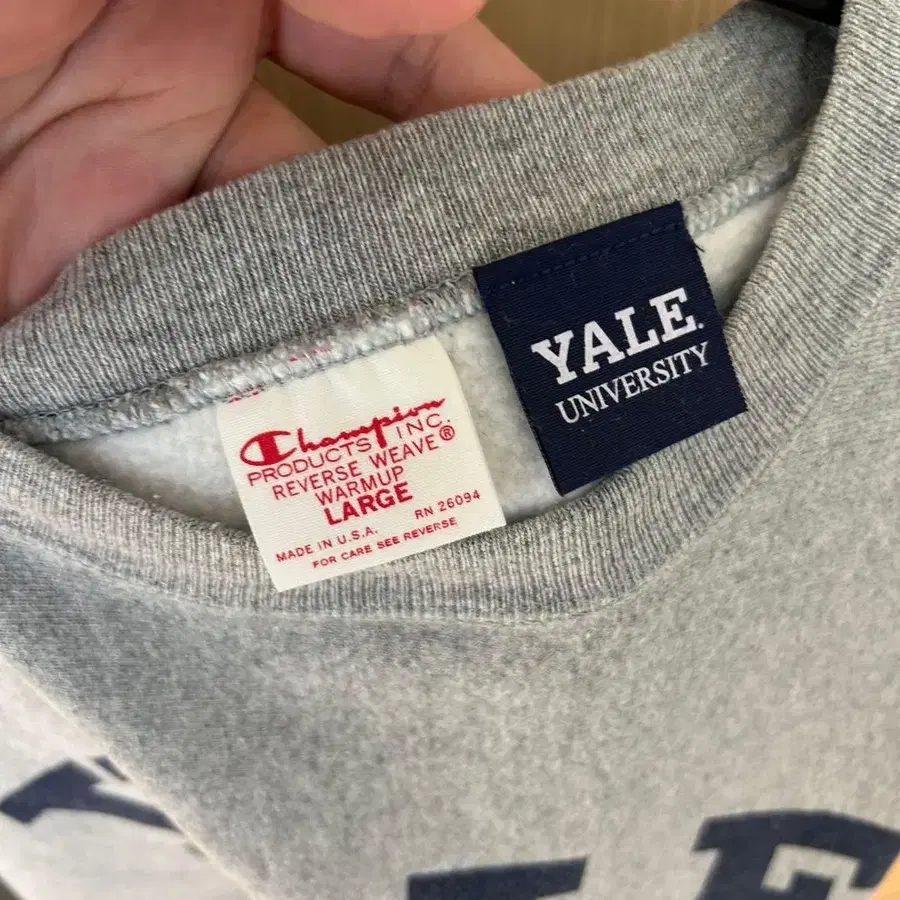 Champion
PRODUCTS INC.
REVERSE WEAVE®
WARMUP
LARGE
RN 26094
MADE IN U.S.A.
FOR CARE SEE REVERSE
YALE.
UNIVERSITY